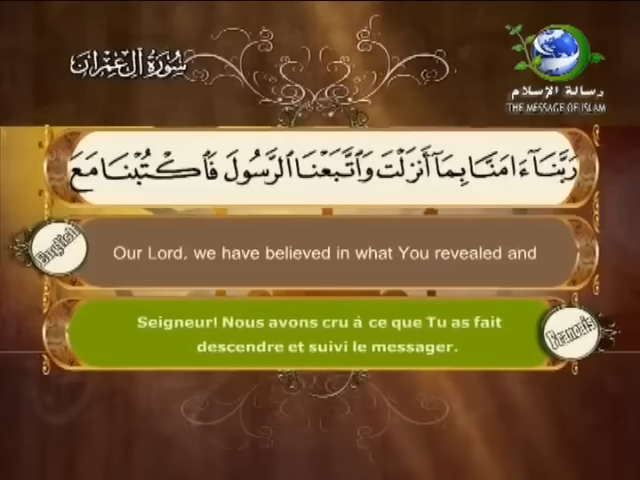 سُورَةُ آلِ عِمْرَانَ
رسالة الإسلام
THE MESSAGE OF ISLAM
رَبَّنَآ ءَامَنَّا بِمَآ أَنزَلْتَ وَٱتَّبَعْنَا ٱلرَّسُولَ فَٱكْتُبْنَا مَعَ
English
Our Lord, we have believed in what You revealed and
Seigneur! Nous avons cru à ce que Tu as fait
descendre et suivi le messager.
Français